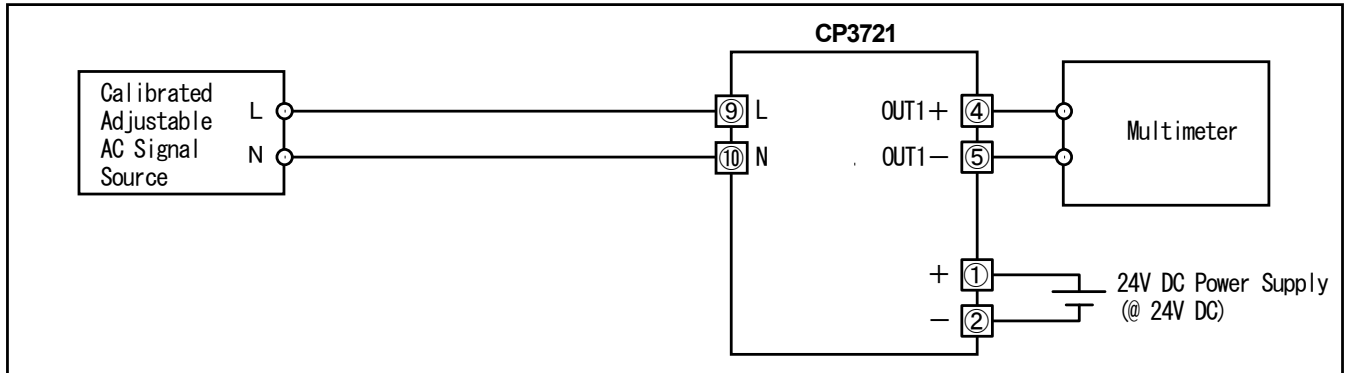 CP3721
Calibrated
Adjustable
AC Signal
Source
L
N
⑨ L
⑩ N
OUT1+ ④
OUT1− ⑤
Multimeter
+ ①
− ②
24V DC Power Supply
(@ 24V DC)